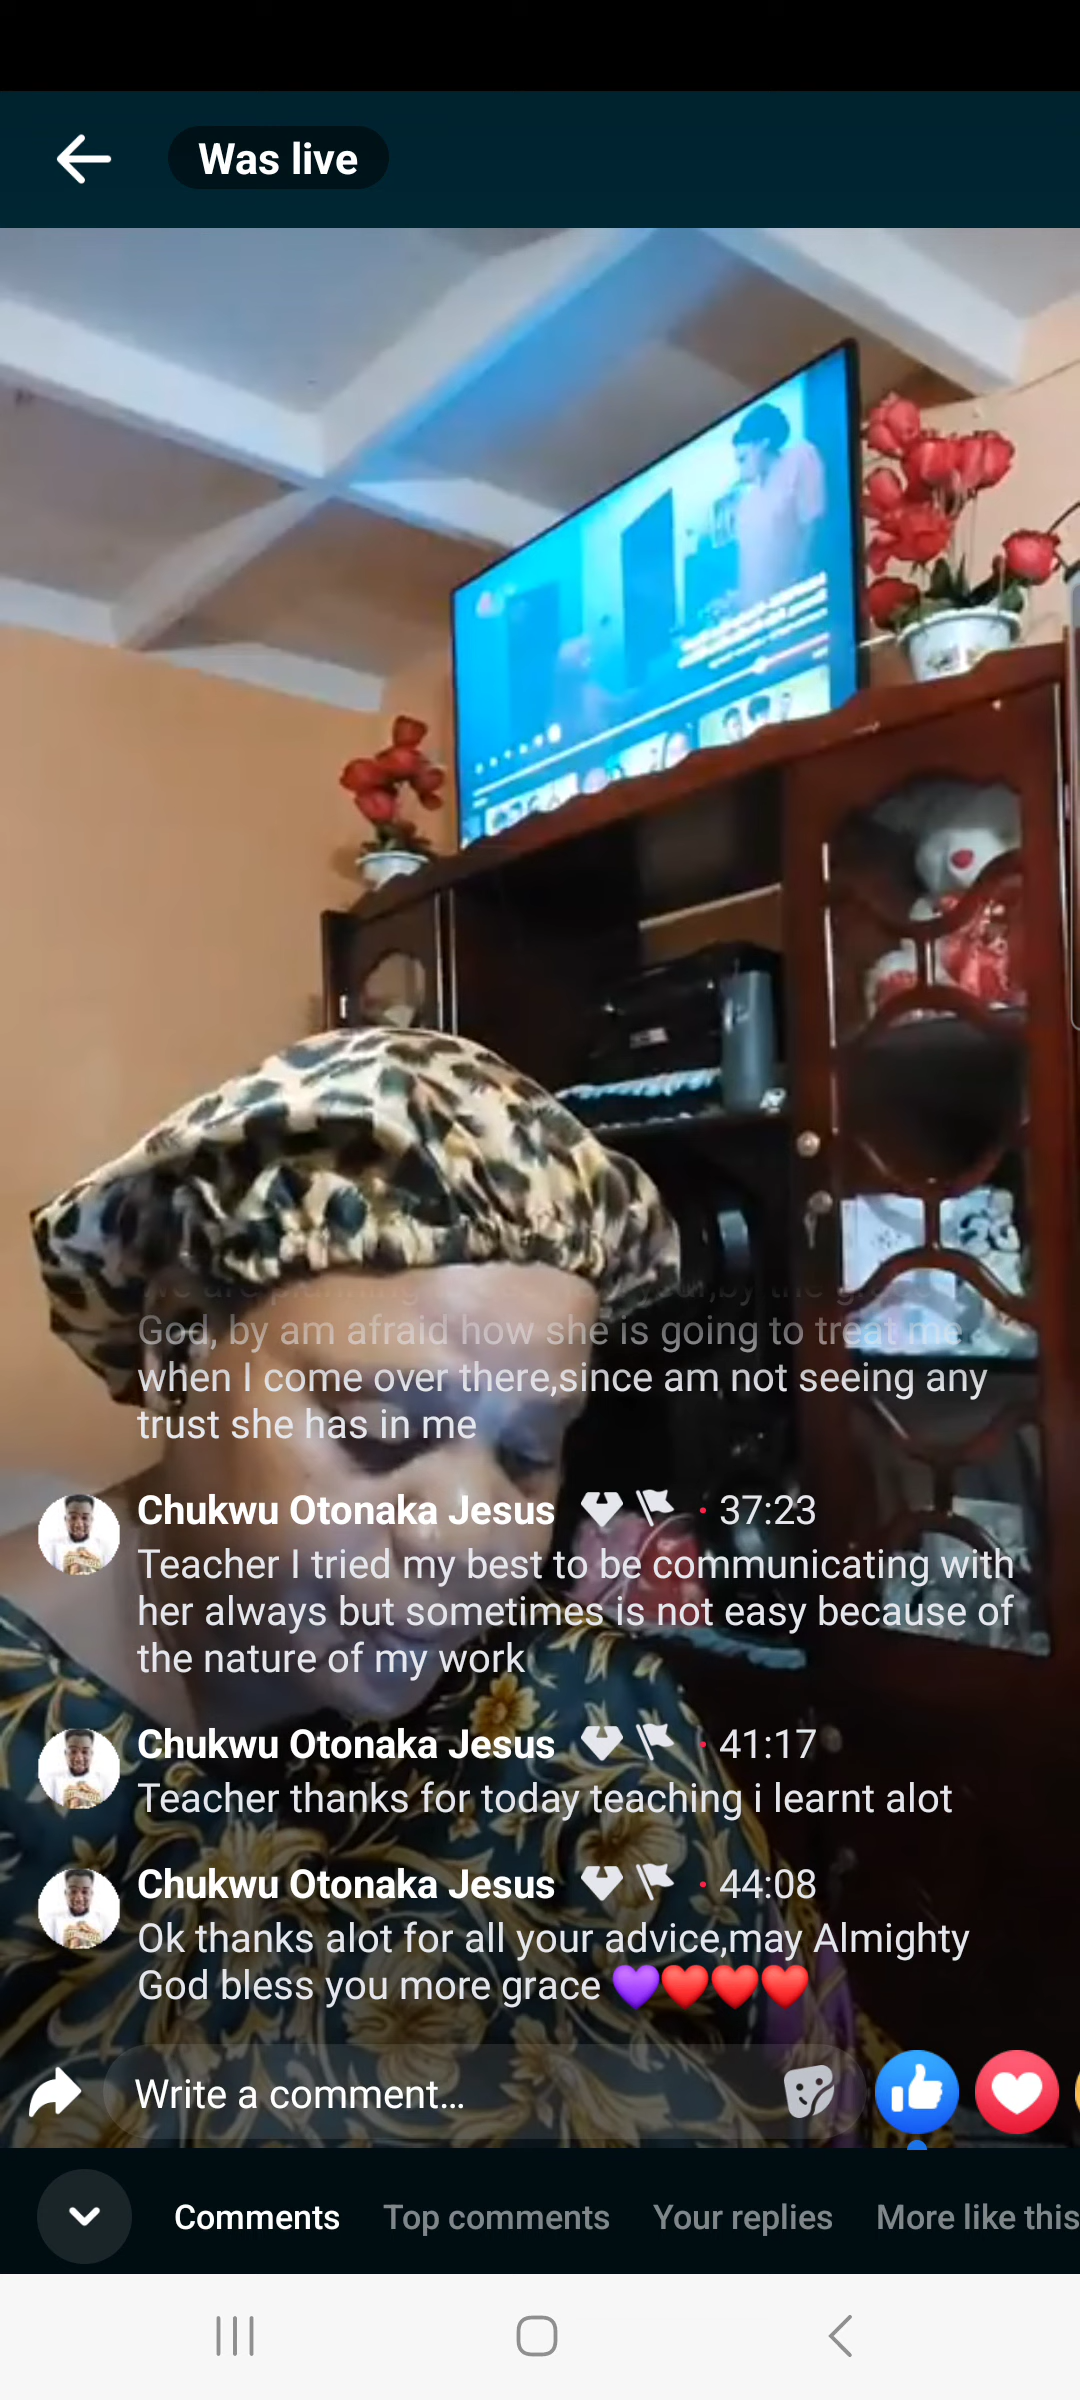 Was live
God, by am afraid how she is going to treat me
when I come over there,since am not seeing any
trust she has in me
Chukwu Otonaka Jesus · 37:23
Teacher I tried my best to be communicating with
her always but sometimes is not easy because of
the nature of my work
Chukwu Otonaka Jesus · 41:17
Teacher thanks for today teaching i learnt alot
Chukwu Otonaka Jesus · 44:08
Ok thanks alot for all your advice,may Almighty
God bless you more grace 💜❤️❤️❤️
Write a comment...
Comments Top comments Your replies More like this